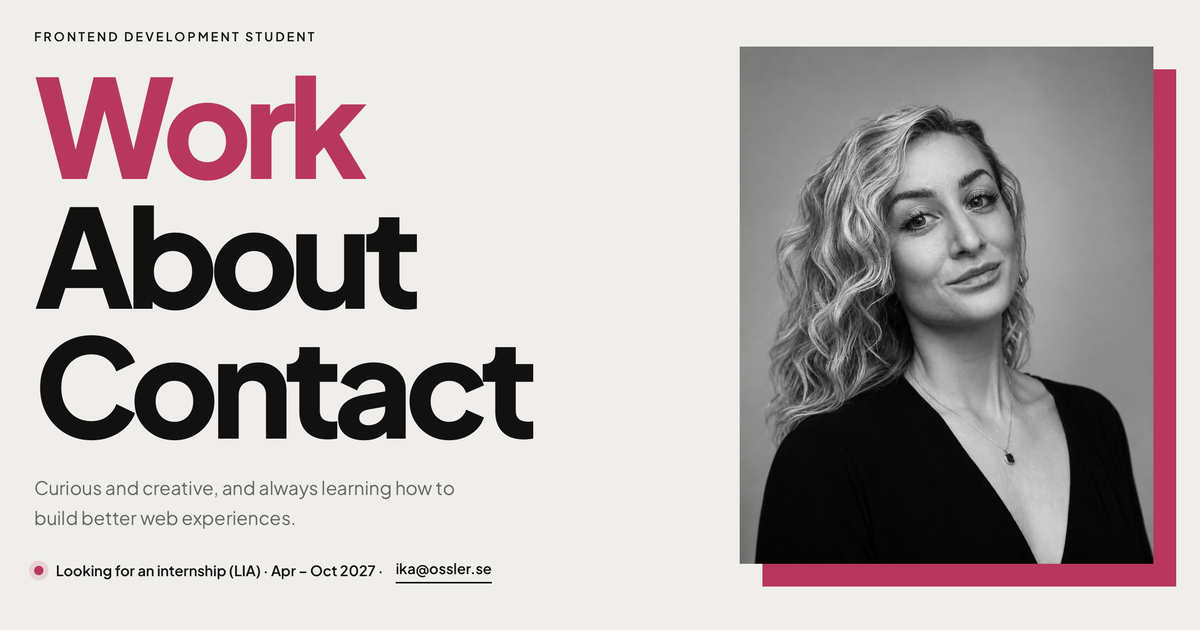 FRONTEND DEVELOPMENT STUDENT
Work
About
Contact
Curious and creative, and always learning how to
build better web experiences.
Looking for an internship (LIA) · Apr – Oct 2027 · ika@ossler.se